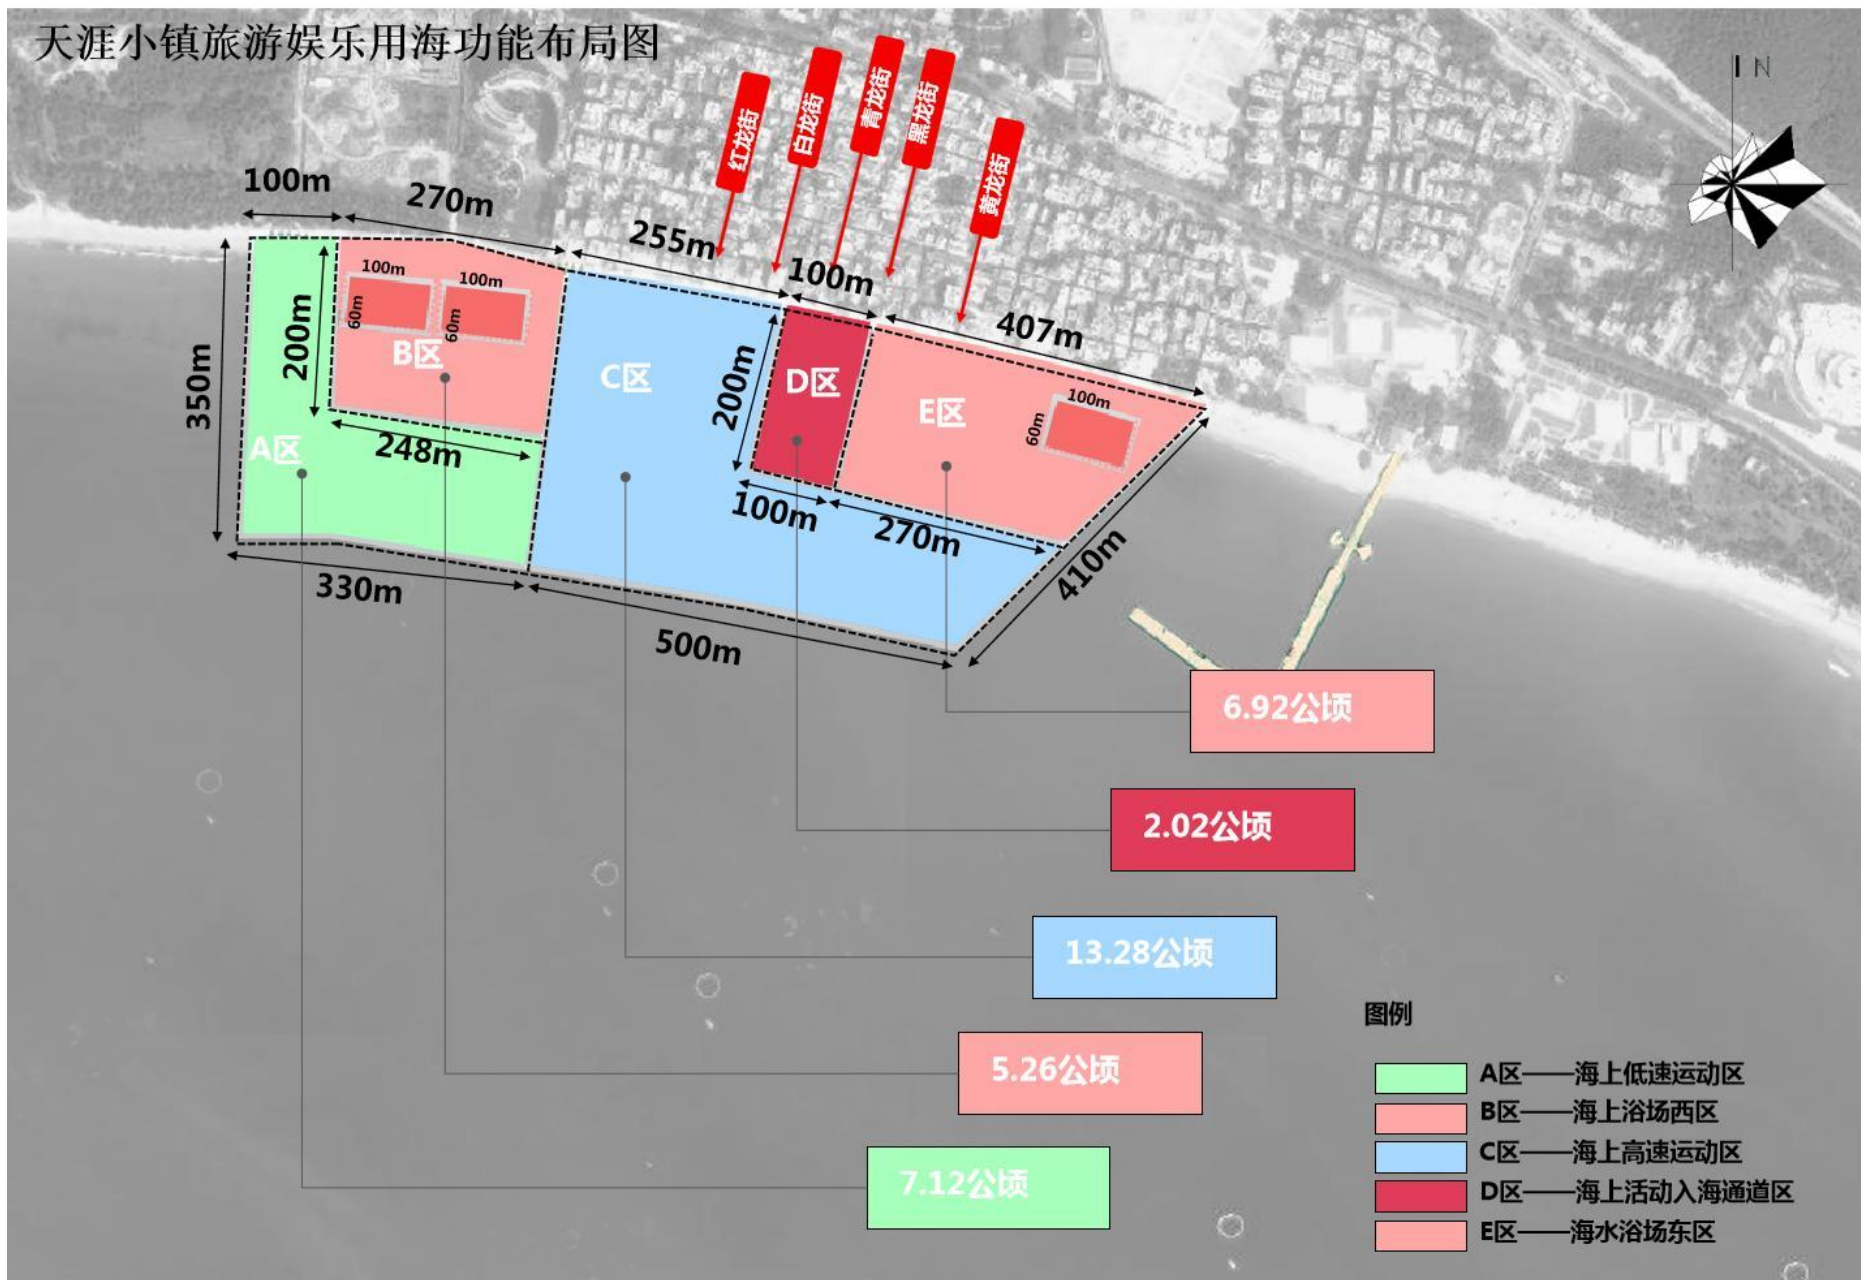 天涯小镇旅游娱乐用海功能布局图
N
红龙街
白龙街
青龙街
黑龙街
黄龙街
100m
270m
255m
100m
407m
350m
200m
100m
60m
100m
60m
B区
248m
A区
C区
200m
D区
E区
100m
60m
100m
270m
410m
330m
500m
6.92公顷
2.02公顷
13.28公顷
5.26公顷
7.12公顷
图例
A区——海上低速运动区
B区——海上浴场西区
C区——海上高速运动区
D区——海上活动入海通道区
E区——海水浴场东区